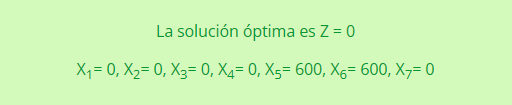 La solución óptima es Z = 0
X₁= 0, X₂= 0, X₃= 0, X₄= 0, X₅= 600, X₆= 600, X₇= 0